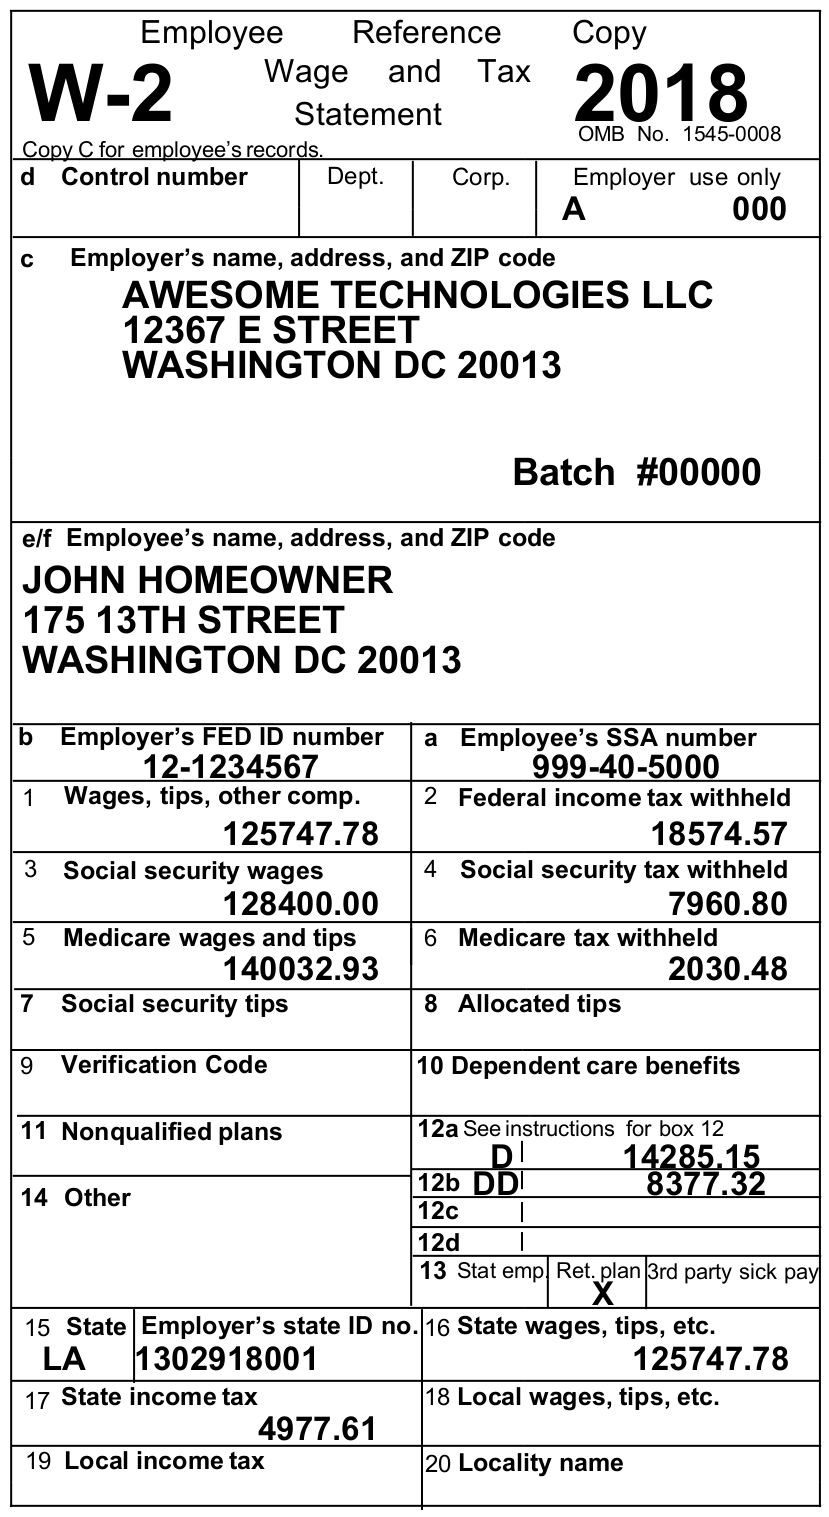 Employee Reference Copy
W-2 Wage and Tax 2018
Statement
OMB No. 1545-0008
Copy C for employee's records.
d Control number Dept. Corp. Employer use only
A 000
c Employer's name, address, and ZIP code
AWESOME TECHNOLOGIES LLC
12367 E STREET
WASHINGTON DC 20013
Batch #00000
e/f Employee's name, address, and ZIP code
JOHN HOMEOWNER
175 13TH STREET
WASHINGTON DC 20013
b Employer's FED ID number a Employee's SSA number
12-1234567 999-40-5000
1 Wages, tips, other comp. 2 Federal income tax withheld
125747.78 18574.57
3 Social security wages 4 Social security tax withheld
128400.00 7960.80
5 Medicare wages and tips 6 Medicare tax withheld
140032.93 2030.48
7 Social security tips 8 Allocated tips
9 Verification Code 10 Dependent care benefits
11 Nonqualified plans 12a See instructions for box 12
D 14285.15
12b DD 8377.32
14 Other 12c
12d
13 Stat emp. Ret. plan 3rd party sick pay
X
15 State Employer's state ID no. 16 State wages, tips, etc.
LA 1302918001 125747.78
17 State income tax 18 Local wages, tips, etc.
4977.61
19 Local income tax 20 Locality name